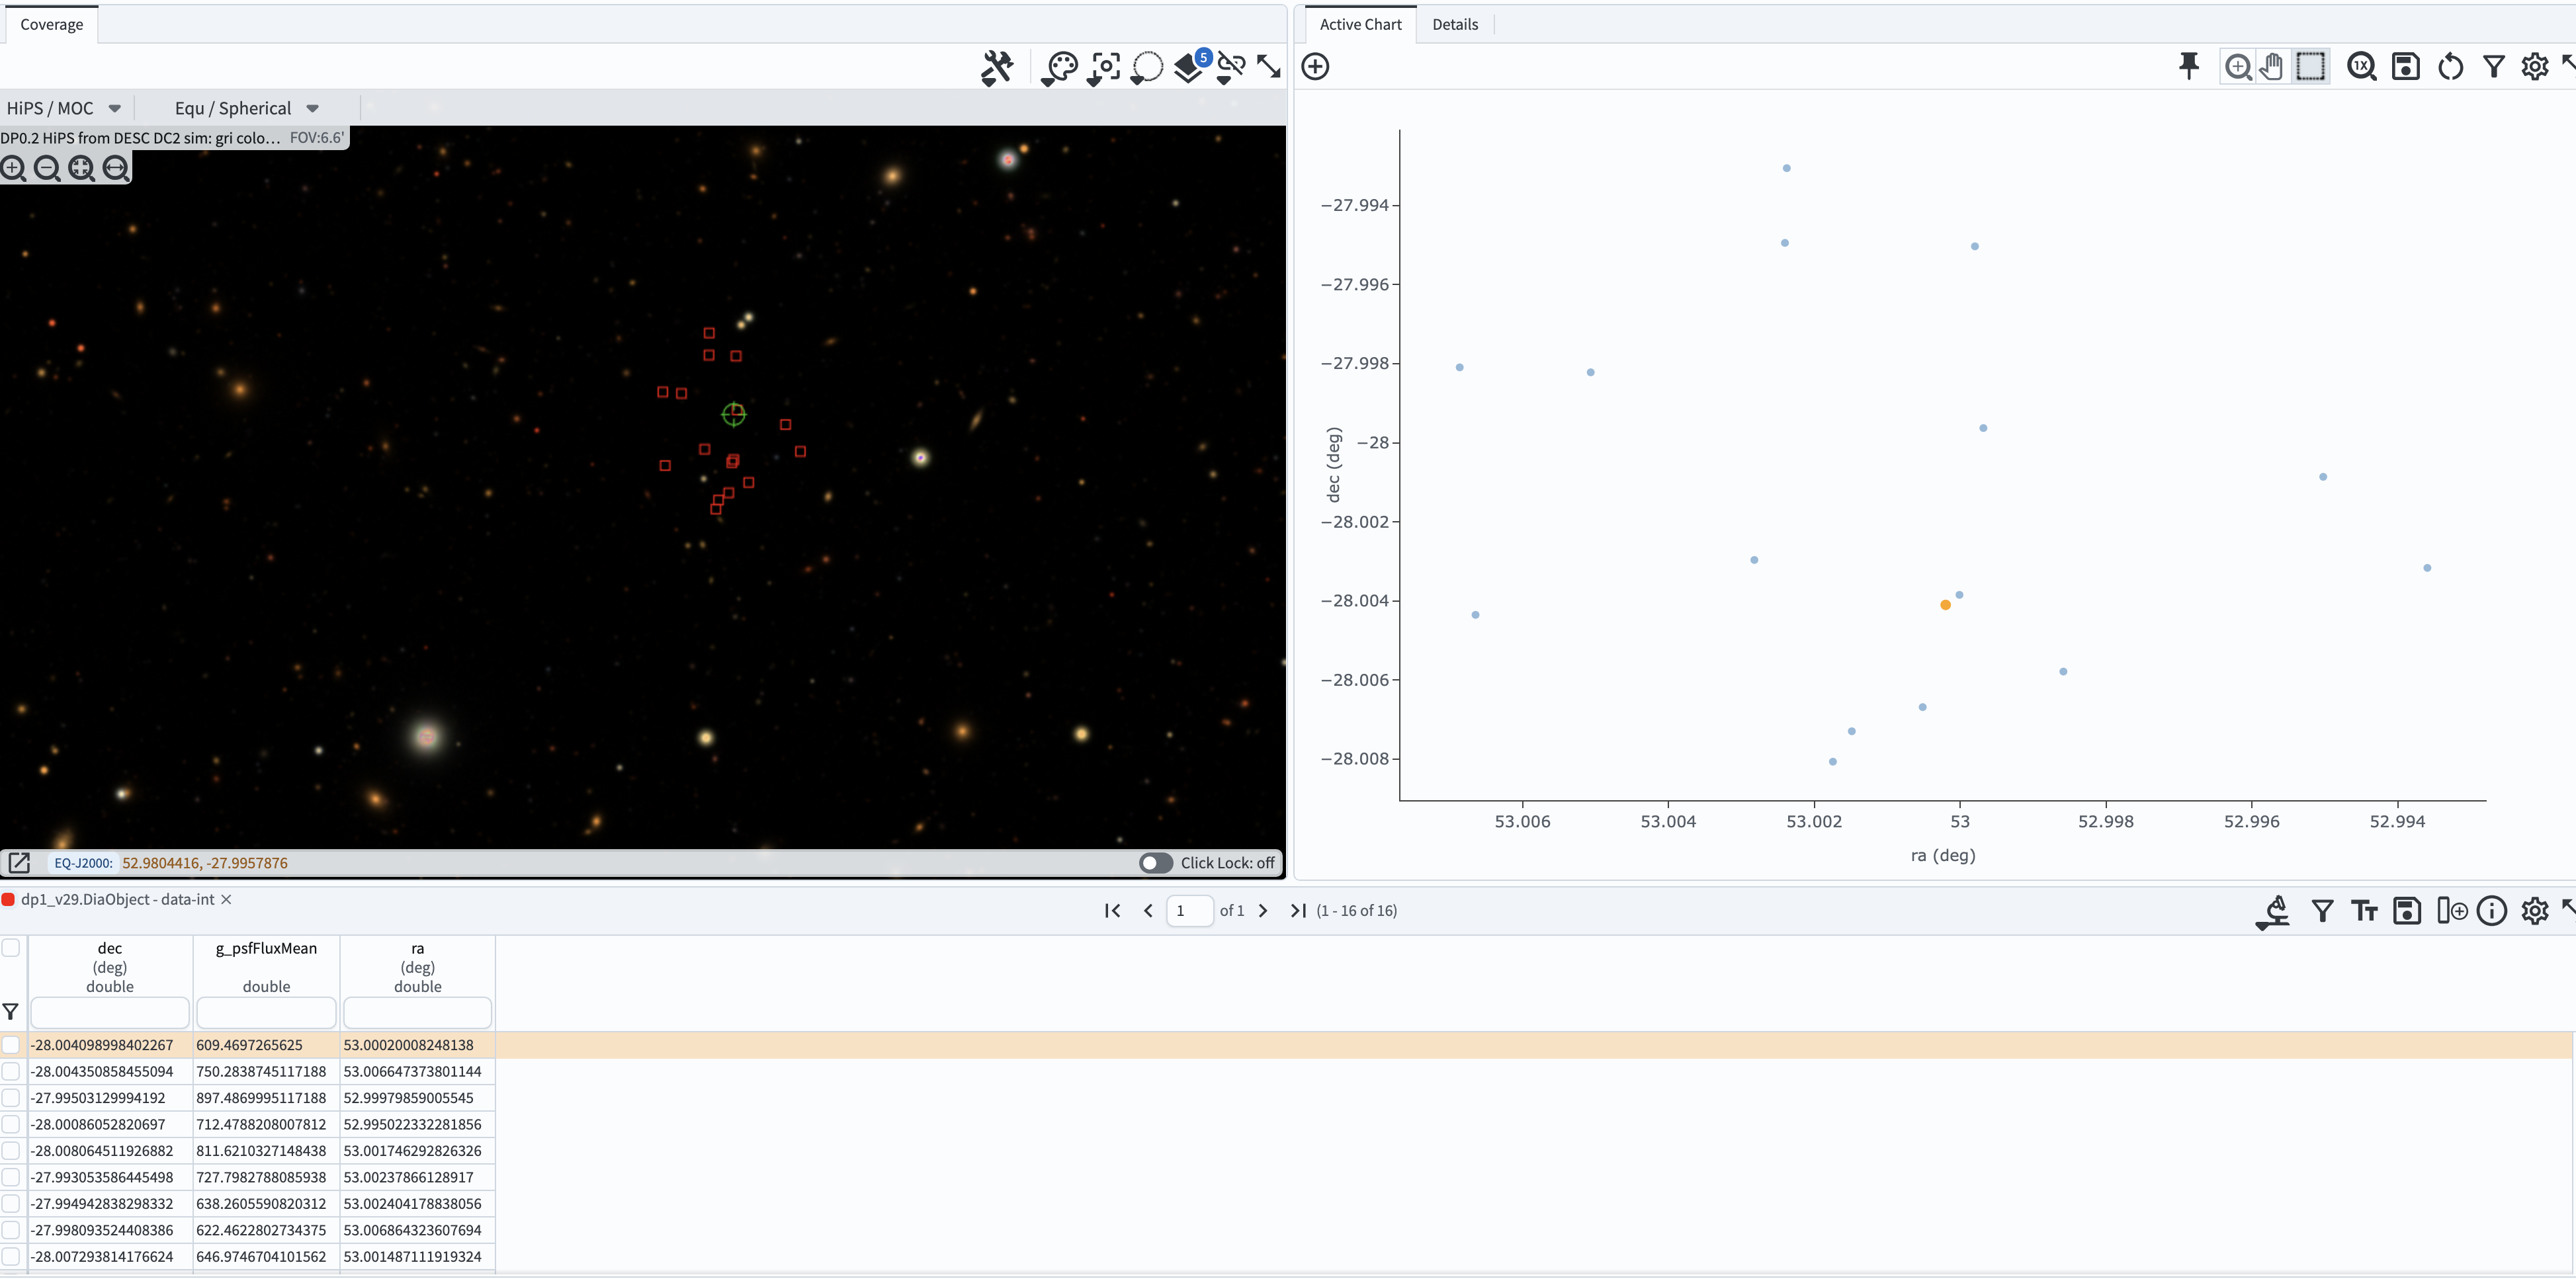 Coverage
5
HiPS / MOC Equ / Spherical
DP0.2 HiPS from DESC DC2 sim: gri colo... FOV:6.6'
EQ-J2000: 52.9804416, -27.9957876 Click Lock: off
Active Chart Details
1X
−27.994
−27.996
−27.998
−28
−28.002
−28.004
−28.006
−28.008
dec (deg)
53.006 53.004 53.002 53 52.998 52.996 52.994
ra (deg)
dp1_v29.DiaObject - data-int ×
1 of 1 (1 - 16 of 16)
dec g_psfFluxMean ra
(deg) (deg)
double double double
-28.004098998402267 609.4697265625 53.00020008248138
-28.004350858455094 750.2838745117188 53.006647373801144
-27.99503129994192 897.4869995117188 52.99979859005545
-28.00086052820697 712.4788208007812 52.995022332281856
-28.008064511926882 811.6210327148438 53.001746292826326
-27.993053586445498 727.7982788085938 53.00237866128917
-27.994942838298332 638.2605590820312 53.002404178838056
-27.998093524408386 622.4622802734375 53.006864323607694
-28.007293814176624 646.9746704101562 53.001487111919324